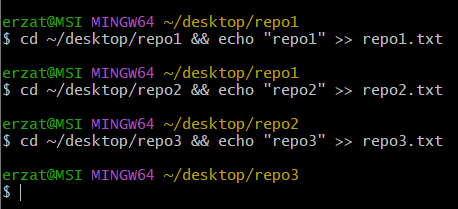 erzat@MSI MINGW64 ~/desktop/repo1
$ cd ~/desktop/repo1 && echo "repo1" >> repo1.txt
erzat@MSI MINGW64 ~/desktop/repo1
$ cd ~/desktop/repo2 && echo "repo2" >> repo2.txt
erzat@MSI MINGW64 ~/desktop/repo2
$ cd ~/desktop/repo3 && echo "repo3" >> repo3.txt
erzat@MSI MINGW64 ~/desktop/repo3
$